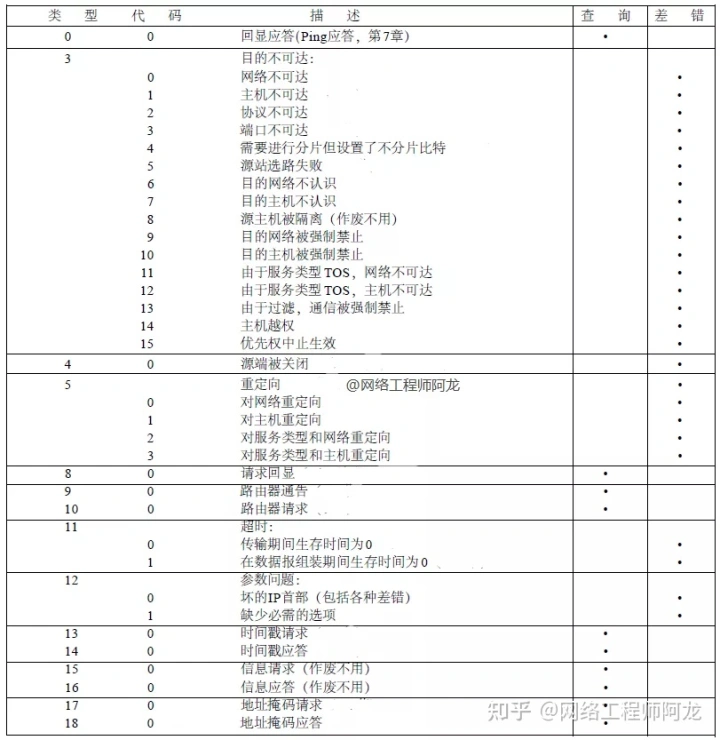 类 型 代 码 描 述 查 询 差 错
0 0 回显应答(Ping应答，第7章) •
3 目的不可达：
0 网络不可达 •
1 主机不可达 •
2 协议不可达 •
3 端口不可达 •
4 需要进行分片但设置了不分片比特 •
5 源站选路失败 •
6 目的网络不认识 •
7 目的主机不认识 •
8 源主机被隔离（作废不用） •
9 目的网络被强制禁止 •
10 目的主机被强制禁止 •
11 由于服务类型TOS，网络不可达 •
12 由于服务类型TOS，主机不可达 •
13 由于过滤，通信被强制禁止 •
14 主机越权 •
15 优先权中止生效 •
4 0 源端被关闭 •
5 重定向 @网络工程师阿龙 •
0 对网络重定向 •
1 对主机重定向 •
2 对服务类型和网络重定向 •
3 对服务类型和主机重定向 •
8 0 请求回显 •
9 0 路由器通告 •
10 0 路由器请求 •
11 超时：
0 传输期间生存时间为0 •
1 在数据报组装期间生存时间为0 •
12 参数问题：
0 坏的IP首部（包括各种差错） •
1 缺少必需的选项 •
13 0 时间戳请求 •
14 0 时间戳应答 •
15 0 信息请求（作废不用） •
16 0 信息应答（作废不用） •
17 0 地址掩码请求 •
18 0 地址掩码应答 •
知乎 @网络工程师阿龙